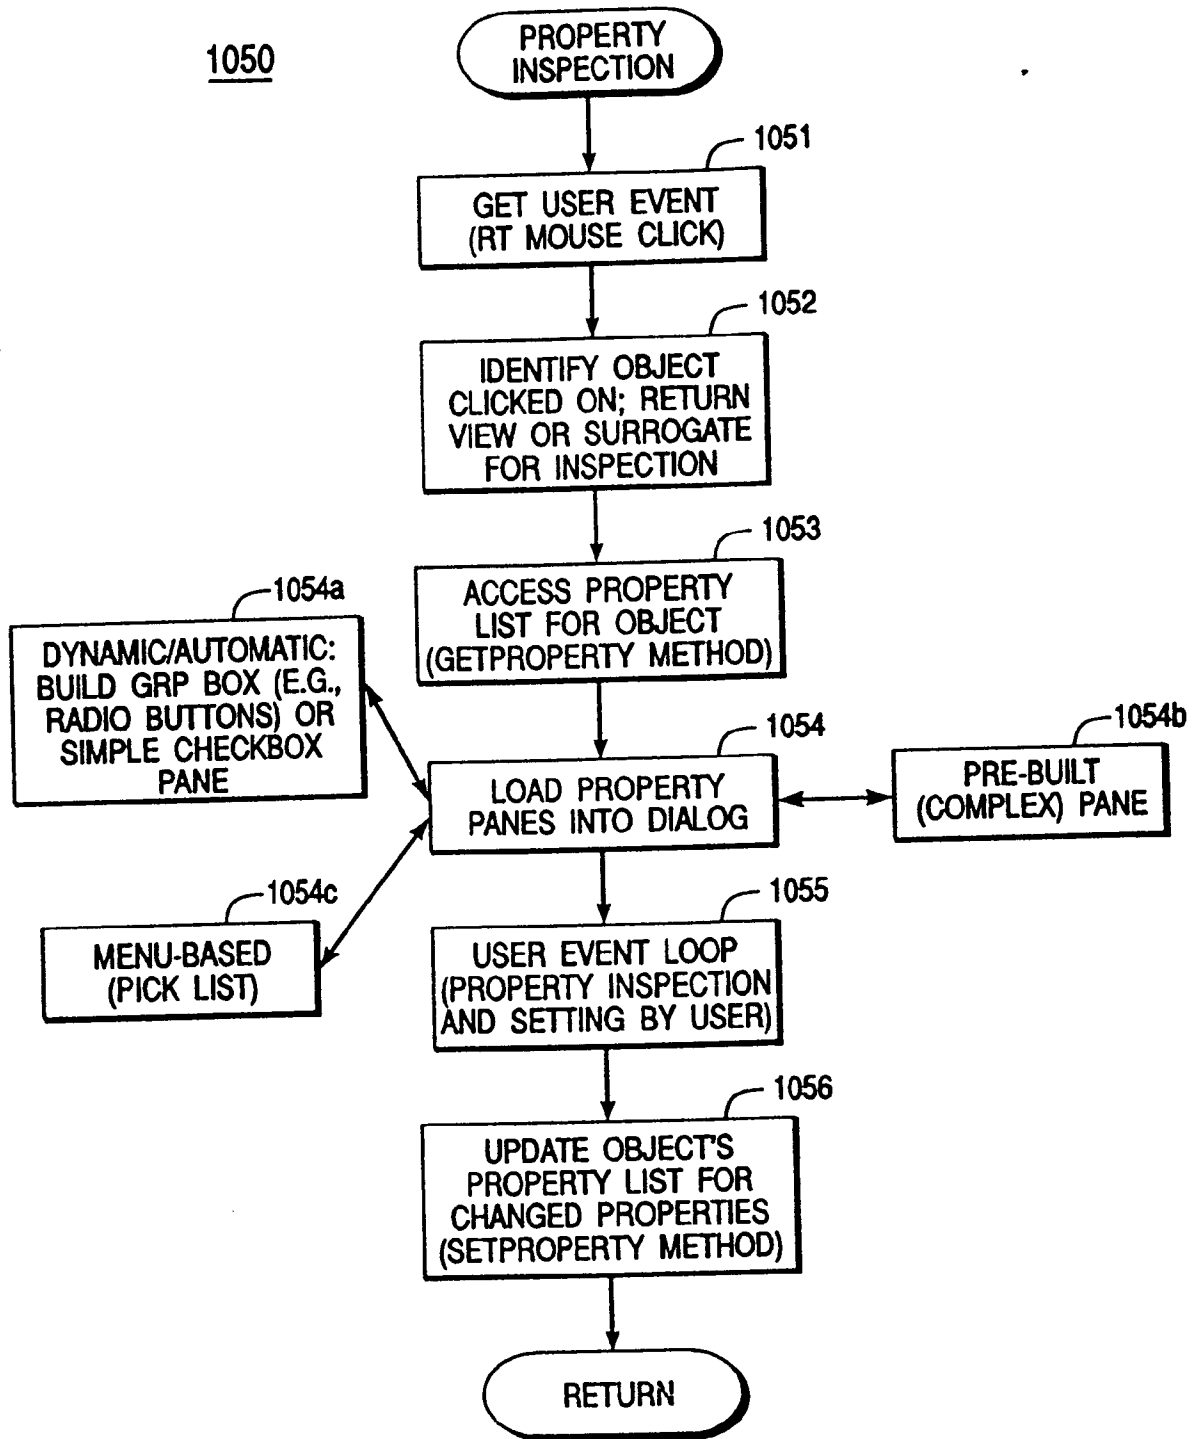 1050
PROPERTY
INSPECTION
1051
GET USER EVENT
(RT MOUSE CLICK)
1052
IDENTIFY OBJECT
CLICKED ON; RETURN
VIEW OR SURROGATE
FOR INSPECTION
1053
ACCESS PROPERTY
LIST FOR OBJECT
(GETPROPERTY METHOD)
1054a
DYNAMIC/AUTOMATIC:
BUILD GRP BOX (E.G.,
RADIO BUTTONS) OR
SIMPLE CHECKBOX
PANE
1054
LOAD PROPERTY
PANES INTO DIALOG
1054b
PRE-BUILT
(COMPLEX) PANE
1054c
MENU-BASED
(PICK LIST)
1055
USER EVENT LOOP
(PROPERTY INSPECTION
AND SETTING BY USER)
1056
UPDATE OBJECT'S
PROPERTY LIST FOR
CHANGED PROPERTIES
(SETPROPERTY METHOD)
RETURN